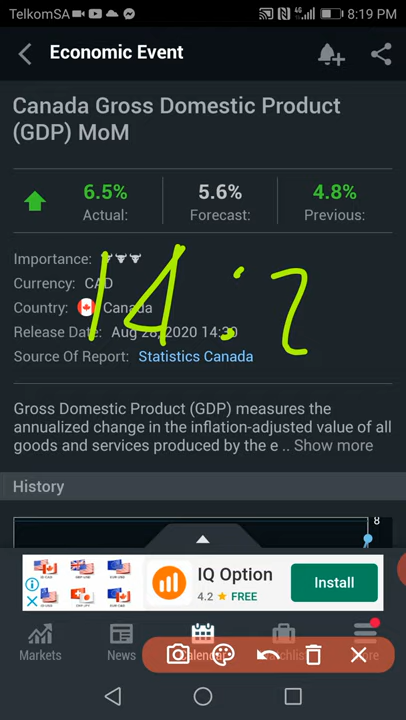 TelkomSA 8:19 PM
Economic Event
Canada Gross Domestic Product
(GDP) MoM
6.5% 5.6% 4.8%
Actual: Forecast: Previous:
Importance:
Currency: CAD
Country: Canada
Release Date: Aug 28, 2020 14:30
Source Of Report: Statistics Canada
14:2
Gross Domestic Product (GDP) measures the
annualized change in the inflation-adjusted value of all
goods and services produced by the e .. Show more
History
8
IQ Option
4.2 ★ FREE
Install
Markets News Calendar